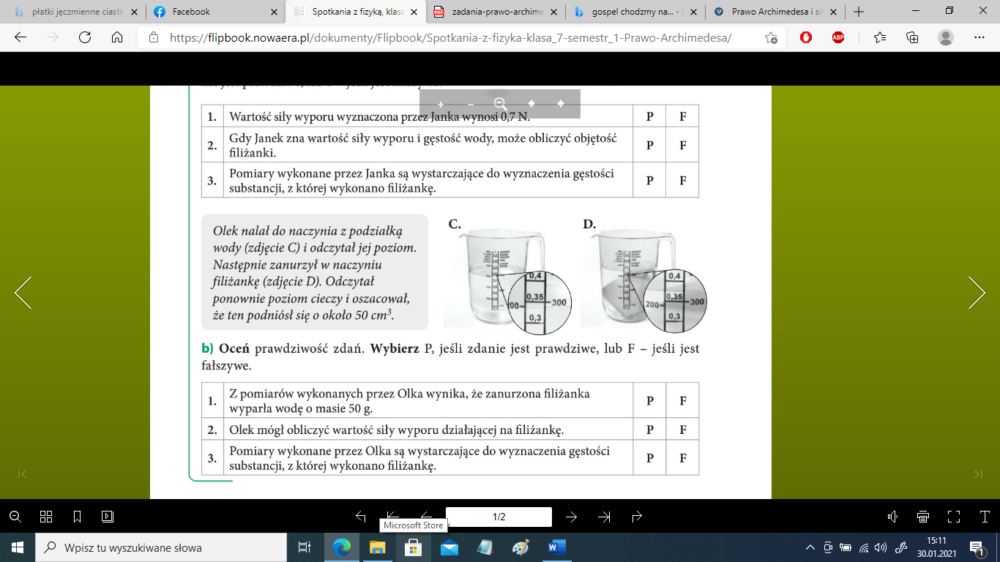 płatki jęczmienne ciastk
Facebook
Spotkania z fizyką, klasa
zadania-prawo-archime
gospel chodzmy na... -
Prawo Archimedesa i sił
https://flipbook.nowaera.pl/dokumenty/Flipbook/Spotkania-z-fizyka-klasa_7-semestr_1-Prawo-Archimedesa/
1. Wartość siły wyporu wyznaczona przez Janka wynosi 0,7 N. P F
2. Gdy Janek zna wartość siły wyporu i gęstość wody, może obliczyć objętość
filiżanki. P F
3. Pomiary wykonane przez Janka są wystarczające do wyznaczenia gęstości
substancji, z której wykonano filiżankę. P F
Olek nalał do naczynia z podziałką
wody (zdjęcie C) i odczytał jej poziom.
Następnie zanurzył w naczyniu
filiżankę (zdjęcie D). Odczytał
ponownie poziom cieczy i oszacował,
że ten podniósł się o około 50 cm³.
C.
0,4
0,35
00 300
0,3
D.
0,4
0,35
200 300
0,3
b) Oceń prawdziwość zdań. Wybierz P, jeśli zdanie jest prawdziwe, lub F – jeśli jest
fałszywe.
1. Z pomiarów wykonanych przez Olka wynika, że zanurzona filiżanka
wyparła wodę o masie 50 g. P F
2. Olek mógł obliczyć wartość siły wyporu działającej na filiżankę. P F
3. Pomiary wykonane przez Olka są wystarczające do wyznaczenia gęstości
substancji, z której wykonano filiżankę. P F
1/2
Microsoft Store
Wpisz tu wyszukiwane słowa
15:11
30.01.2021
1